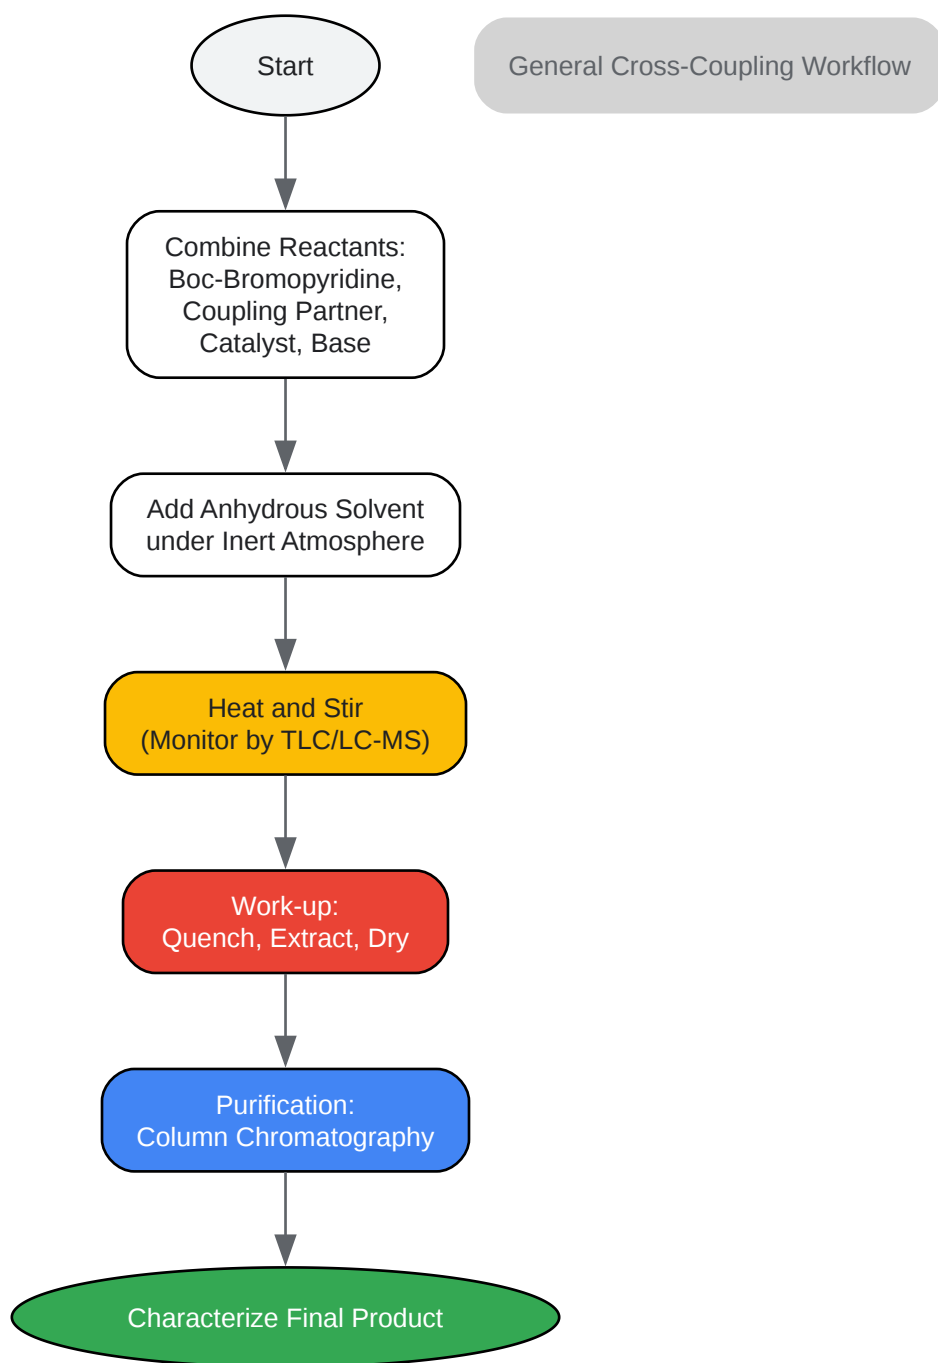 Start
General Cross-Coupling Workflow
Combine Reactants:
Boc-Bromopyridine,
Coupling Partner,
Catalyst, Base
Add Anhydrous Solvent
under Inert Atmosphere
Heat and Stir
(Monitor by TLC/LC-MS)
Work-up:
Quench, Extract, Dry
Purification:
Column Chromatography
Characterize Final Product